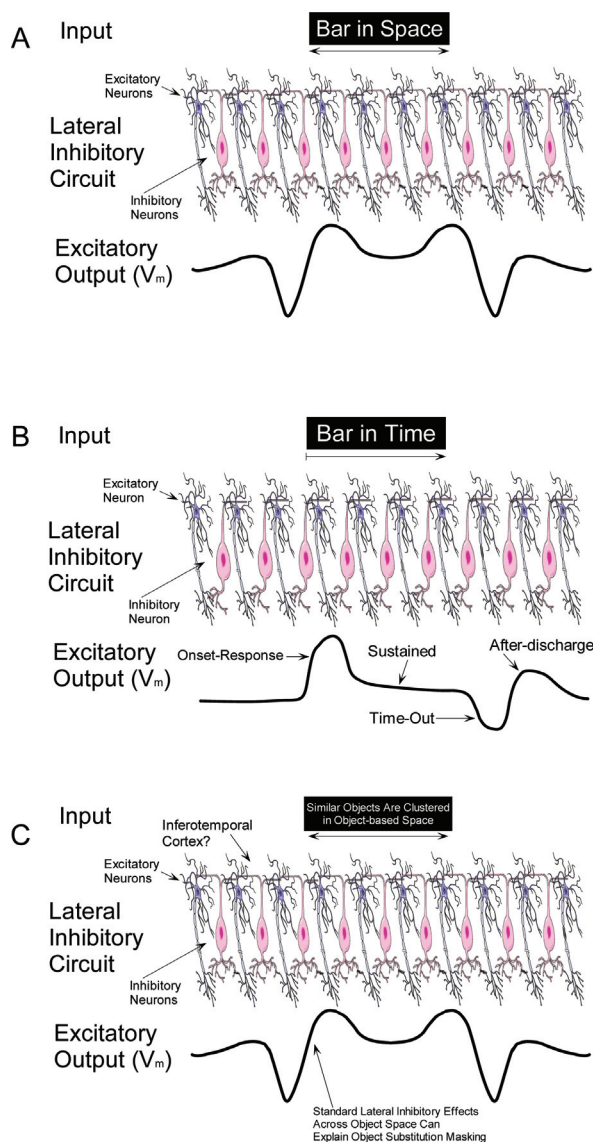 A
Input
Bar in Space
Excitatory
Neurons
Lateral
Inhibitory
Circuit
Inhibitory
Neurons
Excitatory
Output (Vm)
B
Input
Bar in Time
Excitatory
Neuron
Lateral
Inhibitory
Circuit
Inhibitory
Neuron
Excitatory
Output (Vm)
Onset-Response
Sustained
Time-Out
After-discharge
C
Input
Similar Objects Are Clustered
in Object-based Space
Inferotemporal
Cortex?
Excitatory
Neurons
Lateral
Inhibitory
Circuit
Inhibitory
Neurons
Excitatory
Output (Vm)
Standard Lateral Inhibitory Effects
Across Object Space Can
Explain Object Substitution Masking